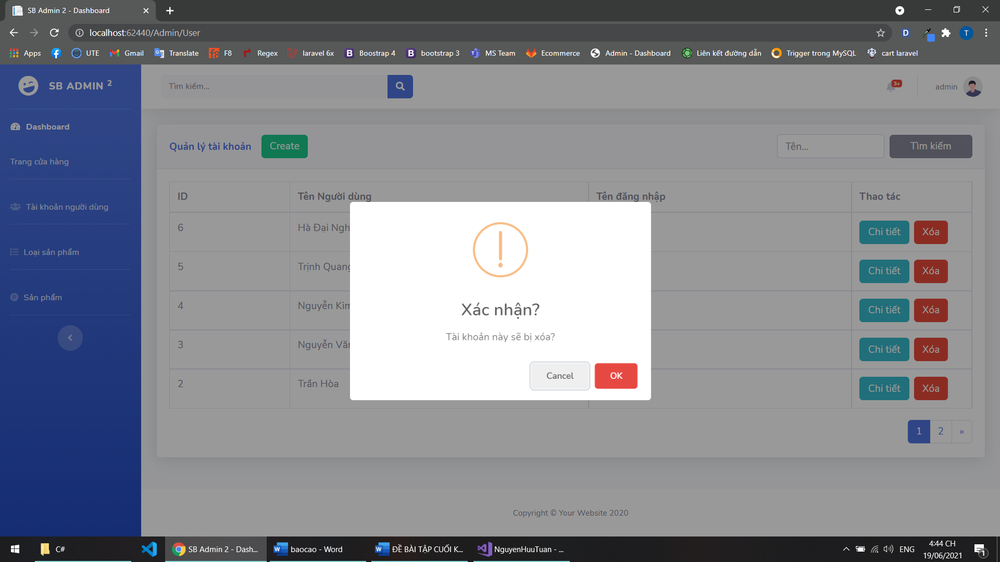 SB Admin 2 - Dashboard
localhost:62440/Admin/User
D
T
Apps
UTE
Gmail
Translate
F8
Regex
laravel 6x
Boostrap 4
bootstrap 3
MS Team
Ecommerce
Admin - Dashboard
Liên kết đường dẫn
Trigger trong MySQL
cart laravel
SB ADMIN 2
Tìm kiếm...
3+
admin
Dashboard
Trang cửa hàng
Tài khoản người dùng
Loại sản phẩm
Sản phẩm
Quản lý tài khoản
Create
Tên...
Tìm kiếm
ID
Tên Người dùng
Tên đăng nhập
Thao tác
6
Hà Đại
Chi tiết
Xóa
5
Trịnh
Chi tiết
Xóa
4
Nguyễn
Chi tiết
Xóa
3
Nguyễn
Chi tiết
Xóa
2
Trần Hòa
Chi tiết
Xóa
Xác nhận?
Tài khoản này sẽ bị xóa?
Cancel
OK
1
2
»
Copyright © Your Website 2020
C#
SB Admin 2 - Dash...
baocao - Word
ĐỀ BÀI TẬP CUỐI K...
NguyenHuuTuan - ...
ENG
4:44 CH
19/06/2021
1